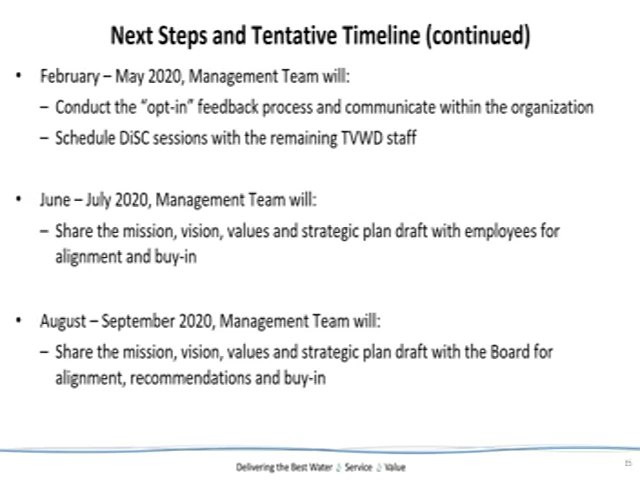 Next Steps and Tentative Timeline (continued)
• February – May 2020, Management Team will:
– Conduct the "opt-in" feedback process and communicate within the organization
– Schedule DiSC sessions with the remaining TVWD staff
• June – July 2020, Management Team will:
– Share the mission, vision, values and strategic plan draft with employees for
alignment and buy-in
• August – September 2020, Management Team will:
– Share the mission, vision, values and strategic plan draft with the Board for
alignment, recommendations and buy-in
Delivering the Best Water Service Value